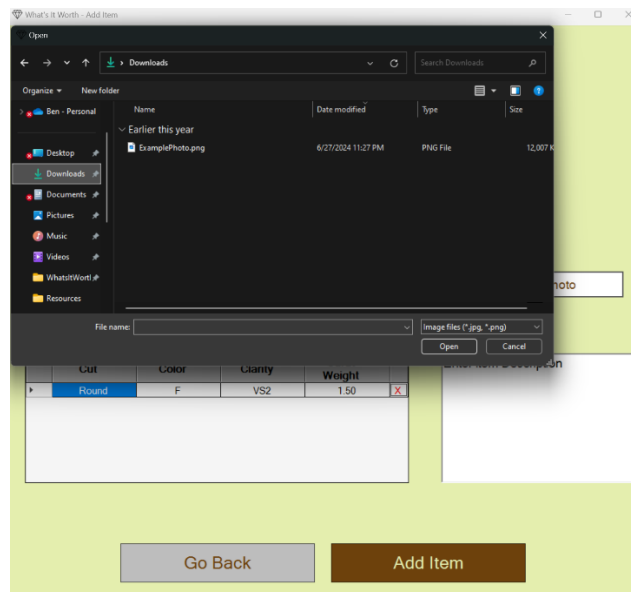 What's It Worth - Add Item
Open
Downloads
Search Downloads
Organize
New folder
Ben - Personal
Name
Date modified
Type
Size
Earlier this year
Desktop
ExamplePhoto.png
6/27/2024 11:27 PM
PNG File
12,007 K
Downloads
Documents
Pictures
Music
Videos
WhatsItWortl
Resources
File name:
Image files (*.jpg, *.png)
Open
Cancel
Cut
Color
Clarity
Weight
Enter Item Description
Round
F
VS2
1.50
X
Go Back
Add Item